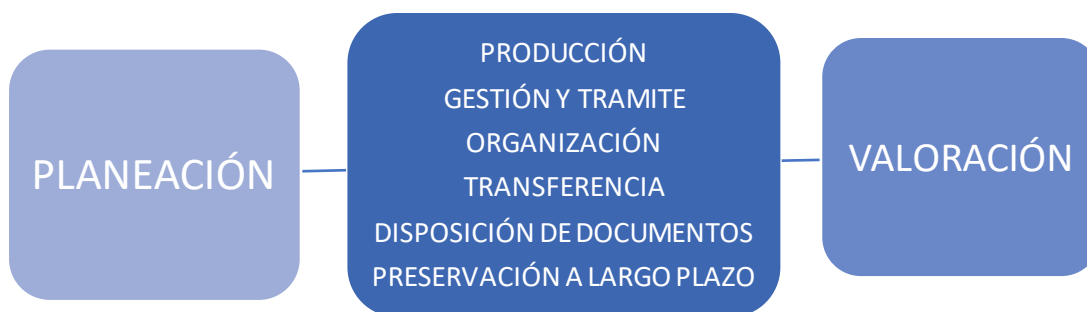 PLANEACIÓN
PRODUCCIÓN
GESTIÓN Y TRAMITE
ORGANIZACIÓN
TRANSFERENCIA
DISPOSICIÓN DE DOCUMENTOS
PRESERVACIÓN A LARGO PLAZO
VALORACIÓN